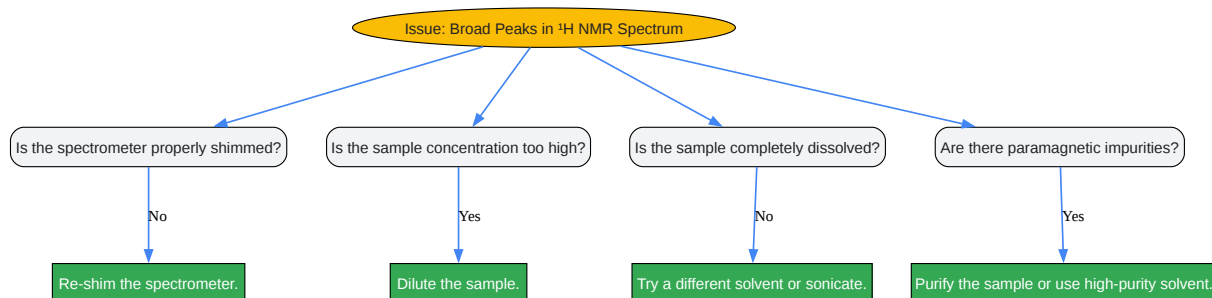 Issue: Broad Peaks in ¹H NMR Spectrum
Is the spectrometer properly shimmed?
Is the sample concentration too high?
Is the sample completely dissolved?
Are there paramagnetic impurities?
No
Yes
No
Yes
Re-shim the spectrometer.
Dilute the sample.
Try a different solvent or sonicate.
Purify the sample or use high-purity solvent.